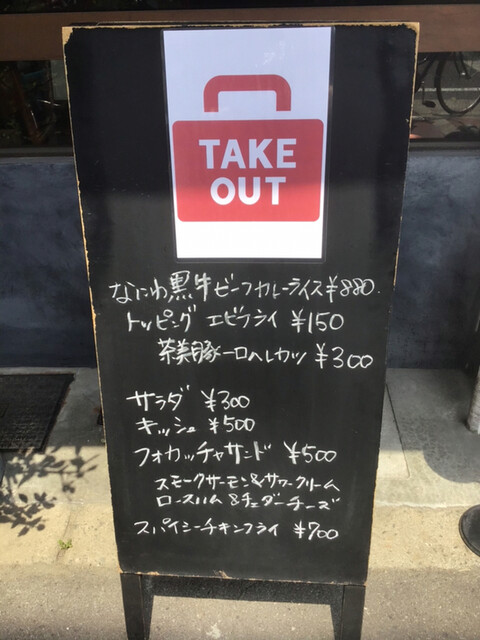 TAKE
OUT
なにわ黒牛ビーフカレーライス ¥880.
トッピング エビフライ ¥150
茶美豚一口ヘレカツ ¥300
サラダ ¥300
キッシュ ¥500
フォカッチャサンド ¥500
スモークサーモン&サワークリーム
ロースハム&チェダーチーズ
スパイシーチキンフライ ¥700